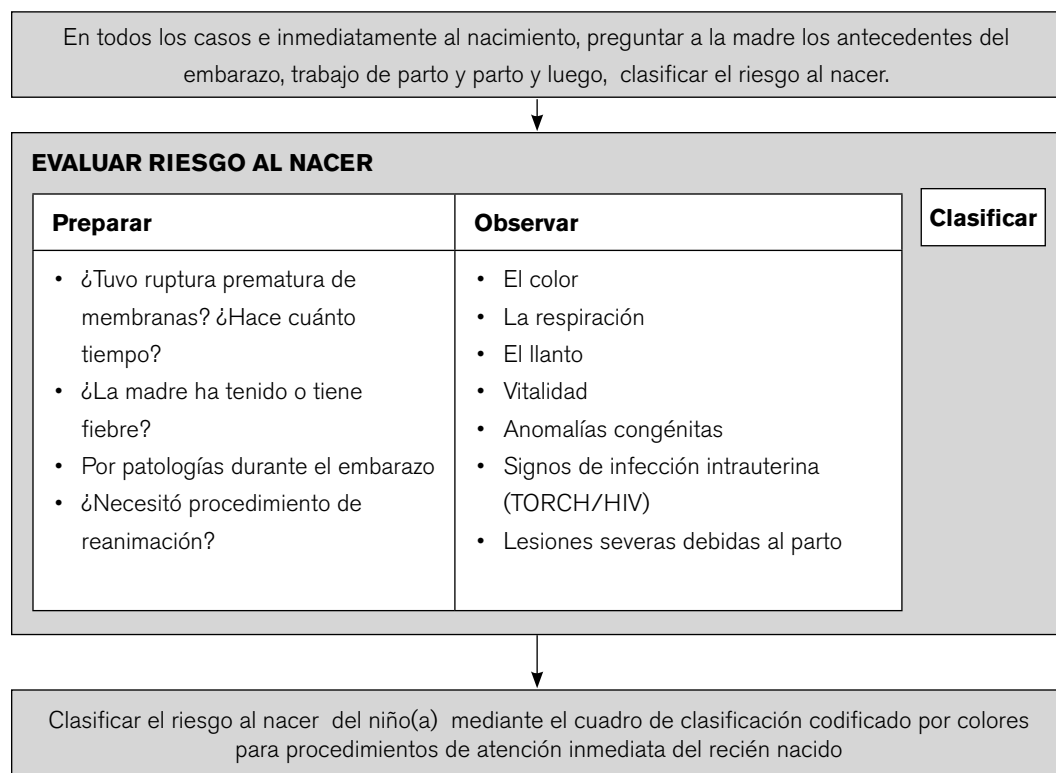 En todos los casos e inmediatamente al nacimiento, preguntar a la madre los antecedentes del
embarazo, trabajo de parto y parto y luego, clasificar el riesgo al nacer.
EVALUAR RIESGO AL NACER
Preparar
• ¿Tuvo ruptura prematura de
membranas? ¿Hace cuánto
tiempo?
• ¿La madre ha tenido o tiene
fiebre?
• Por patologías durante el embarazo
• ¿Necesitó procedimiento de
reanimación?
Observar
• El color
• La respiración
• El llanto
• Vitalidad
• Anomalías congénitas
• Signos de infección intrauterina
(TORCH/HIV)
• Lesiones severas debidas al parto
Clasificar
Clasificar el riesgo al nacer del niño(a) mediante el cuadro de clasificación codificado por colores
para procedimientos de atención inmediata del recién nacido